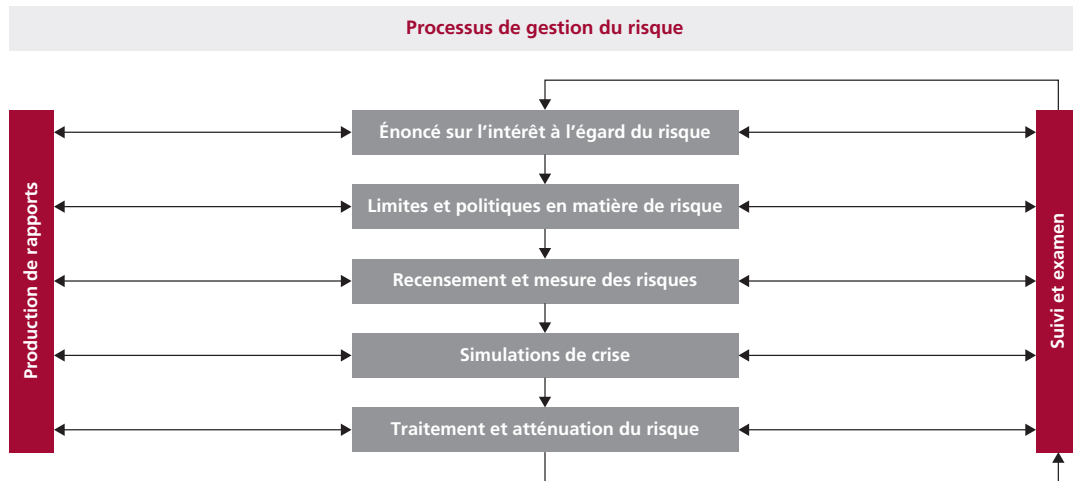 Processus de gestion du risque
Énoncé sur l’intérêt à l’égard du risque
Limites et politiques en matière de risque
Recensement et mesure des risques
Simulations de crise
Traitement et atténuation du risque
Production de rapports
Suivi et examen